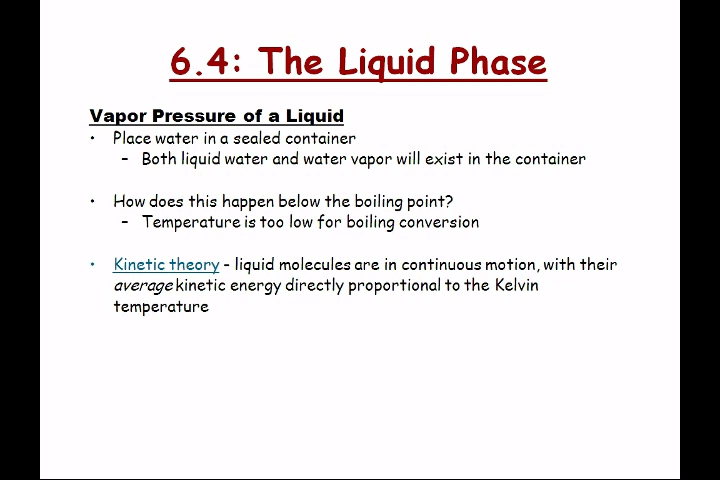 6.4: The Liquid Phase
Vapor Pressure of a Liquid
• Place water in a sealed container
– Both liquid water and water vapor will exist in the container
• How does this happen below the boiling point?
– Temperature is too low for boiling conversion
• Kinetic theory - liquid molecules are in continuous motion, with their
average kinetic energy directly proportional to the Kelvin
temperature